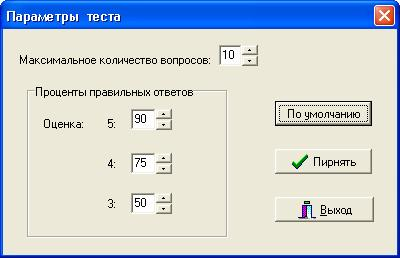 Параметры теста
Максимальное количество вопросов: 10
Проценты правильных ответов
Оценка: 5: 90
По умолчанию
4: 75
Пирнять
3: 50
Выход